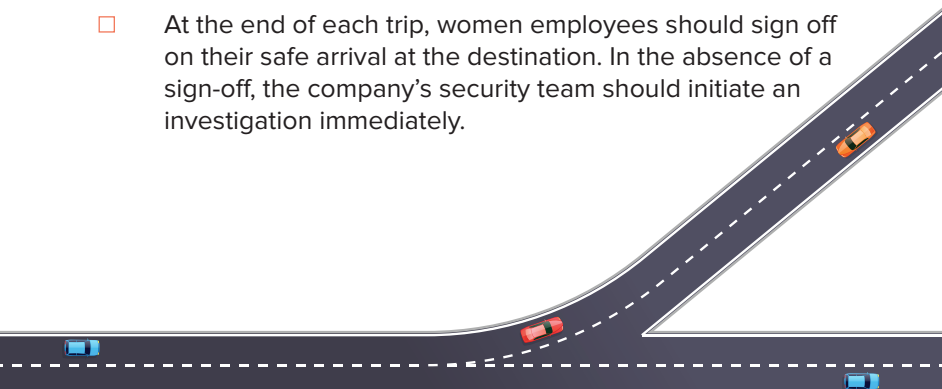 At the end of each trip, women employees should sign off
on their safe arrival at the destination. In the absence of a
sign-off, the company’s security team should initiate an
investigation immediately.